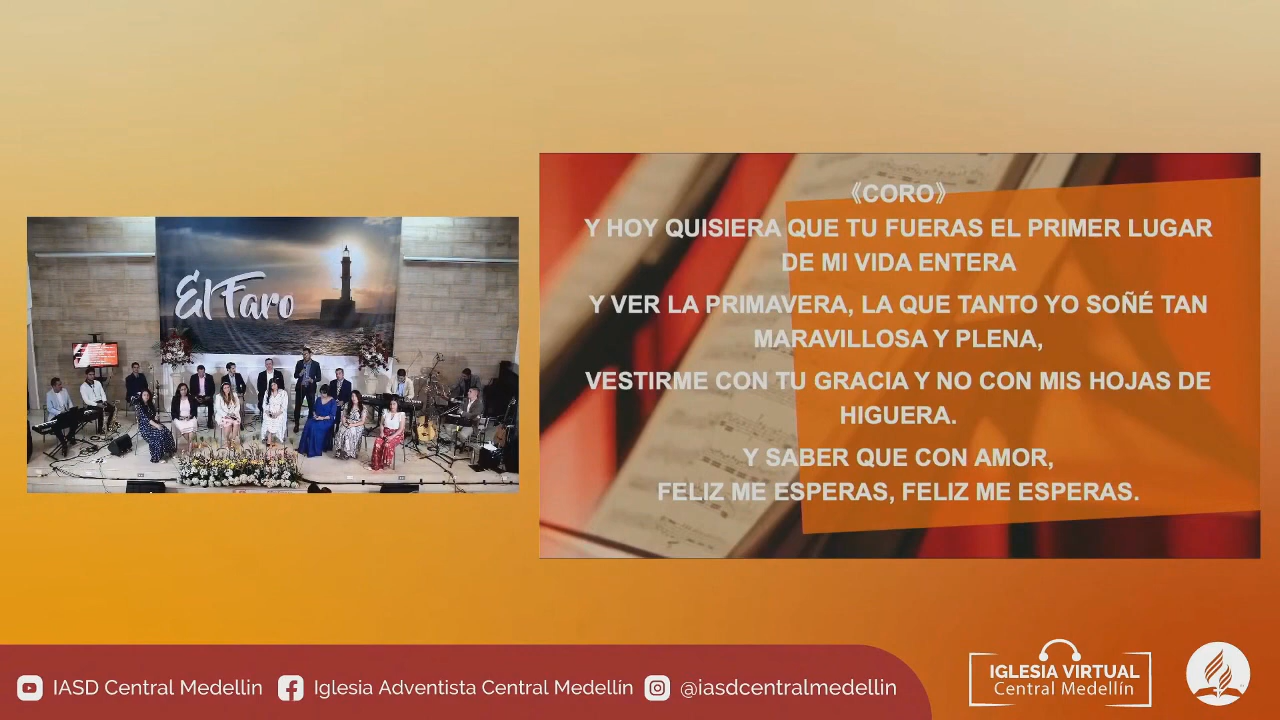 El Faro
《CORO》
Y HOY QUISIERA QUE TU FUERAS EL PRIMER LUGAR
DE MI VIDA ENTERA
Y VER LA PRIMAVERA, LA QUE TANTO YO SOÑÉ TAN
MARAVILLOSA Y PLENA,
VESTIRME CON TU GRACIA Y NO CON MIS HOJAS DE
HIGUERA.
Y SABER QUE CON AMOR,
FELIZ ME ESPERAS, FELIZ ME ESPERAS.
IASD Central Medellin
Iglesia Adventista Central Medellín
@iasdcentralmedellin
IGLESIA VIRTUAL
Central Medellín